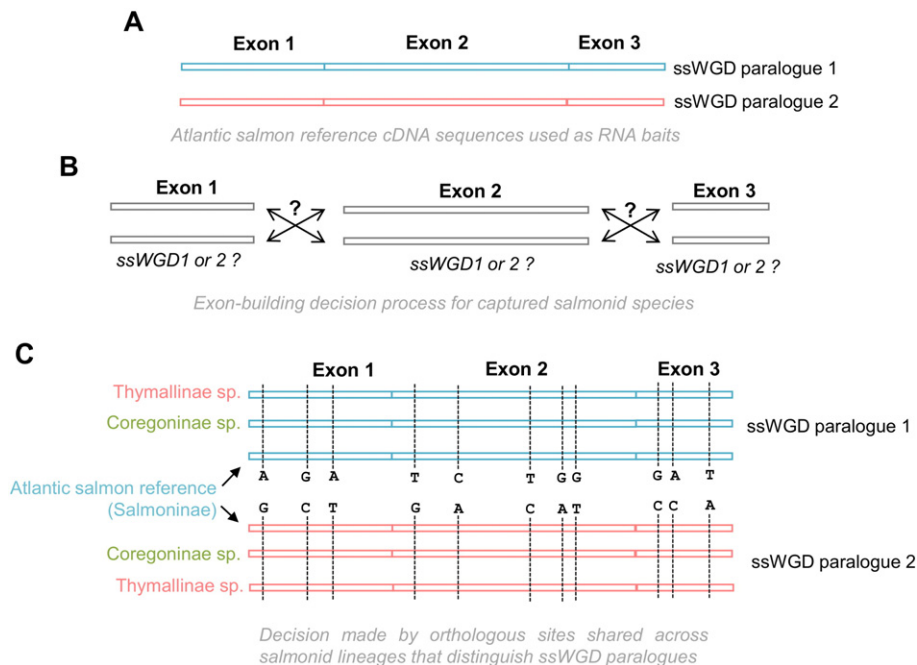 A
Exon 1 Exon 2 Exon 3
ssWGD paralogue 1
ssWGD paralogue 2
Atlantic salmon reference cDNA sequences used as RNA baits
B
Exon 1 Exon 2 Exon 3
? ?
ssWGD1 or 2 ? ssWGD1 or 2 ? ssWGD1 or 2 ?
Exon-building decision process for captured salmonid species
C
Exon 1 Exon 2 Exon 3
Thymallinae sp.
Coregoninae sp.
ssWGD paralogue 1
A G A T C T G G G A T
Atlantic salmon reference
(Salmoninae)
G C T G A C A T C C A
Coregoninae sp.
ssWGD paralogue 2
Thymallinae sp.
Decision made by orthologous sites shared across
salmonid lineages that distinguish ssWGD paralogues